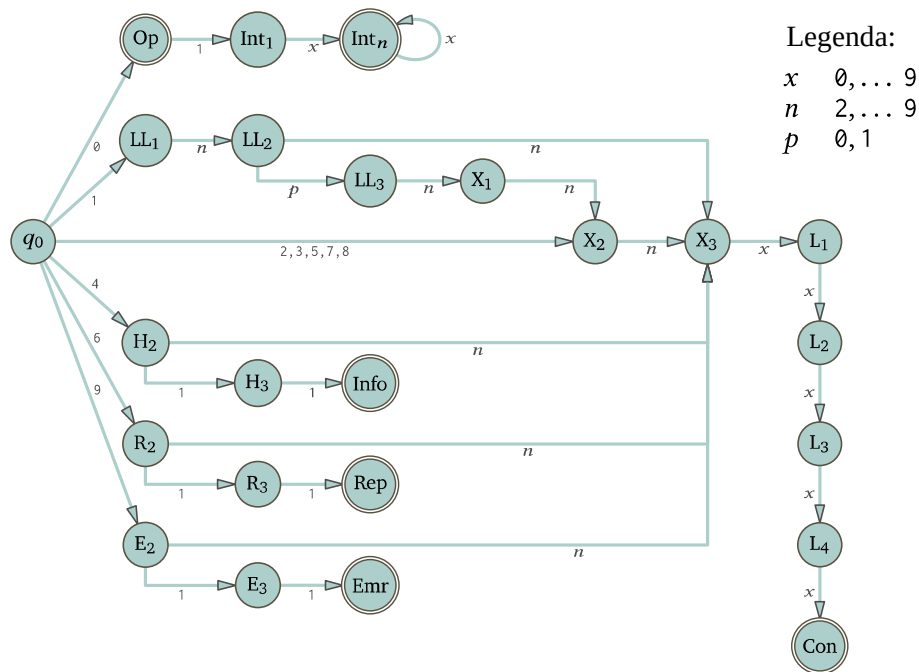 Op
1
Int1
x
Intn
x
Legenda:
x 0,... 9
n 2,... 9
p 0,1
0
LL1
n
LL2
n
p
LL3
n
X1
n
1
q0
2,3,5,7,8
X2
n
X3
x
L1
4
x
H2
n
L2
6
1
H3
1
Info
9
x
R2
n
L3
1
R3
1
Rep
x
E2
n
L4
1
E3
1
Emr
x
Con